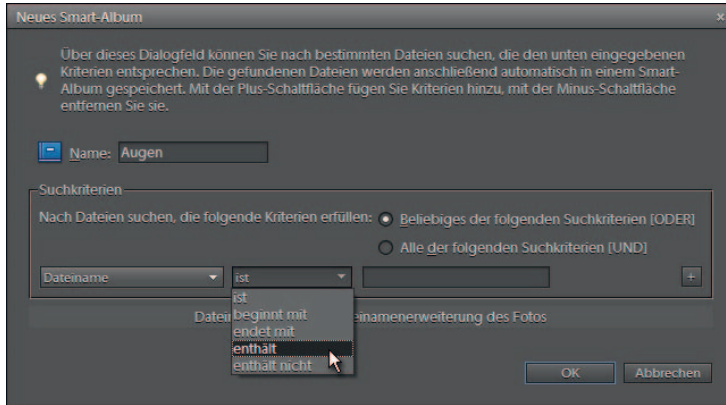 Neues Smart-Album
x
Über dieses Dialogfeld können Sie nach bestimmten Dateien suchen, die den unten eingegebenen
Kriterien entsprechen. Die gefundenen Dateien werden anschließend automatisch in einem Smart-
Album gespeichert. Mit der Plus-Schaltfläche fügen Sie Kriterien hinzu, mit der Minus-Schaltfläche
entfernen Sie sie.
Name: Augen
Suchkriterien
Nach Dateien suchen, die folgende Kriterien erfüllen: Beliebiges der folgenden Suchkriterien [ODER]
Alle der folgenden Suchkriterien [UND]
Dateiname ist +
ist
beginnt mit
Datei einamenerweiterung des Fotos
endet mit
enthält
enthält nicht
OK Abbrechen